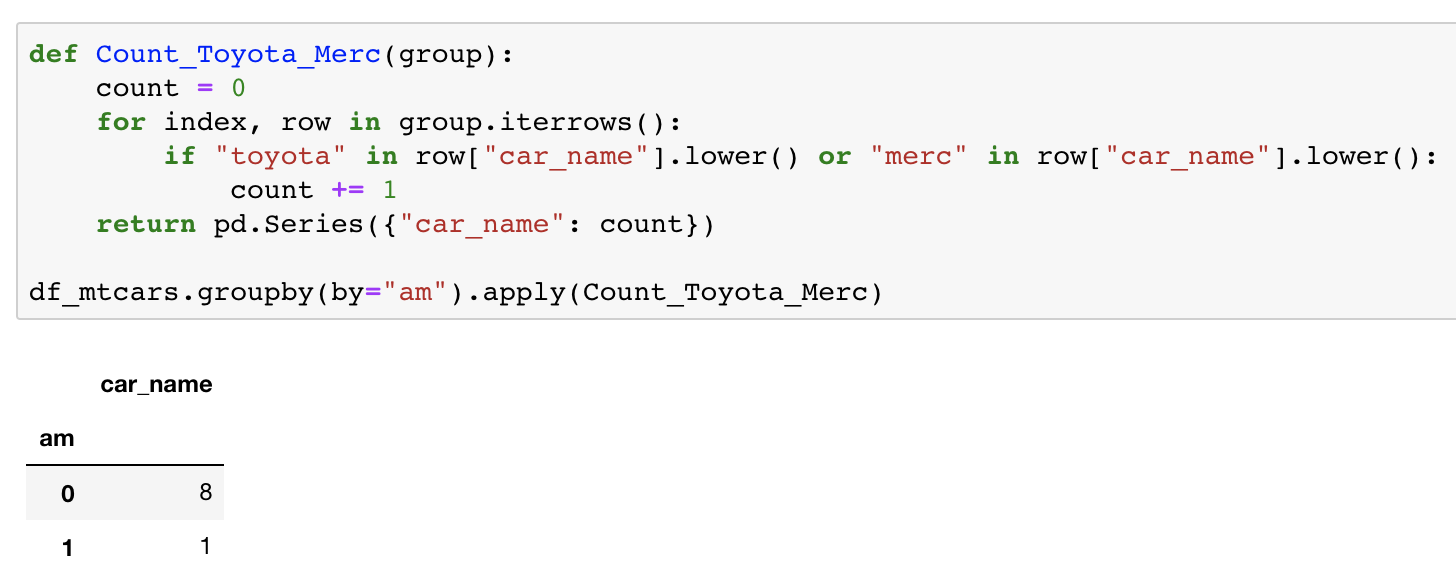 def Count_Toyota_Merc(group):
    count = 0
    for index, row in group.iterrows():
        if "toyota" in row["car_name"].lower() or "merc" in row["car_name"].lower():
            count += 1
    return pd.Series({"car_name": count})

df_mtcars.groupby(by="am").apply(Count_Toyota_Merc)
car_name
am
0 8
1 1